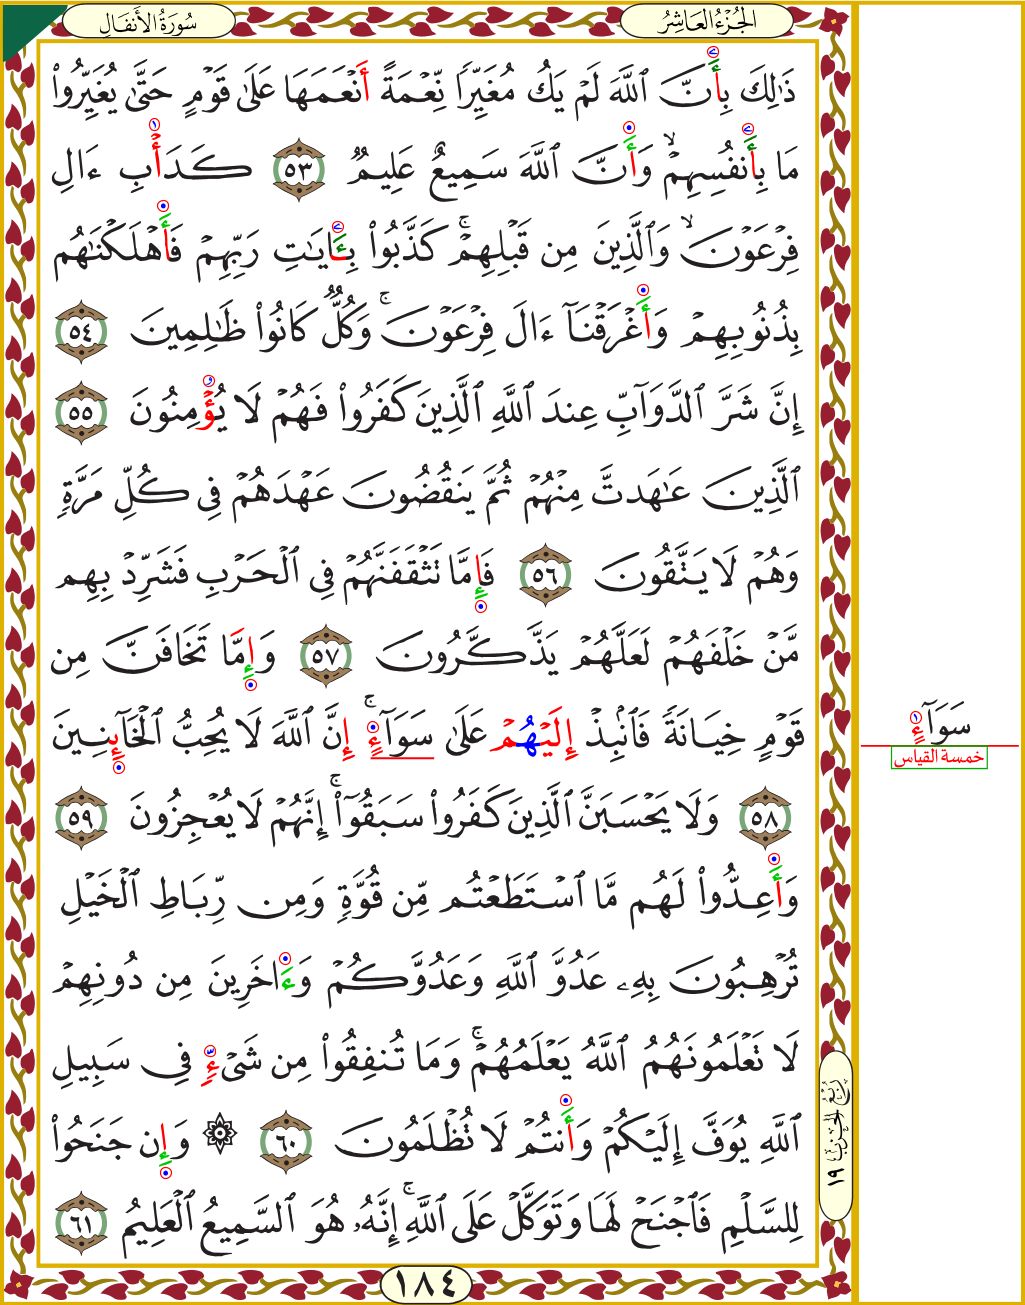 سُورَةُ الأَنفَال
الجُزْءُ العَاشِرُ
ذَٰلِكَ بِأَنَّ ٱللَّهَ لَمْ يَكُ مُغَيِّرًا نِّعْمَةً أَنْعَمَهَا عَلَىٰ قَوْمٍ حَتَّىٰ يُغَيِّرُوا۟
مَا بِأَنفُسِهِمْ ۙ وَأَنَّ ٱللَّهَ سَمِيعٌ عَلِيمٌ ٥٣ كَدَأْبِ ءَالِ
فِرْعَوْنَ ۙ وَٱلَّذِينَ مِن قَبْلِهِمْ ۚ كَذَّبُوا۟ بِـَٔايَـٰتِ رَبِّهِمْ فَأَهْلَكْنَـٰهُم
بِذُنُوبِهِمْ وَأَغْرَقْنَآ ءَالَ فِرْعَوْنَ ۚ وَكُلٌّ كَانُوا۟ ظَـٰلِمِينَ ٥٤
إِنَّ شَرَّ ٱلدَّوَآبِّ عِندَ ٱللَّهِ ٱلَّذِينَ كَفَرُوا۟ فَهُمْ لَا يُؤْمِنُونَ ٥٥
ٱلَّذِينَ عَـٰهَدتَّ مِنْهُمْ ثُمَّ يَنقُضُونَ عَهْدَهُمْ فِى كُلِّ مَرَّةٍ
وَهُمْ لَا يَتَّقُونَ ٥٦ فَإِمَّا تَثْقَفَنَّهُمْ فِى ٱلْحَرْبِ فَشَرِّدْ بِهِم
مَّنْ خَلْفَهُمْ لَعَلَّهُمْ يَذَّكَّرُونَ ٥٧ وَإِمَّا تَخَافَنَّ مِن
قَوْمٍ خِيَانَةً فَٱنۢبِذْ إِلَيْهُمْ عَلَىٰ سَوَآءٍ ۚ إِنَّ ٱللَّهَ لَا يُحِبُّ ٱلْخَآئِنِينَ
٥٨ وَلَا يَحْسَبَنَّ ٱلَّذِينَ كَفَرُوا۟ سَبَقُوٓا۟ ۚ إِنَّهُمْ لَا يُعْجِزُونَ ٥٩
وَأَعِدُّوا۟ لَهُم مَّا ٱسْتَطَعْتُم مِّن قُوَّةٍ وَمِن رِّبَاطِ ٱلْخَيْلِ
تُرْهِبُونَ بِهِۦ عَدُوَّ ٱللَّهِ وَعَدُوَّكُمْ وَءَاخَرِينَ مِن دُونِهِمْ
لَا تَعْلَمُونَهُمُ ٱللَّهُ يَعْلَمُهُمْ ۚ وَمَا تُنفِقُوا۟ مِن شَىْءٍ فِى سَبِيلِ
ٱللَّهِ يُوَفَّ إِلَيْكُمْ وَأَنتُمْ لَا تُظْلَمُونَ ٦٠ ۞ وَإِن جَنَحُوا۟
لِلسَّلْمِ فَٱجْنَحْ لَهَا وَتَوَكَّلْ عَلَى ٱللَّهِ ۚ إِنَّهُۥ هُوَ ٱلسَّمِيعُ ٱلْعَلِيمُ ٦١
١٨٤
رُبْعُ الحِزْبِ ١٩
سَوَآءٍ
خمسة القياس